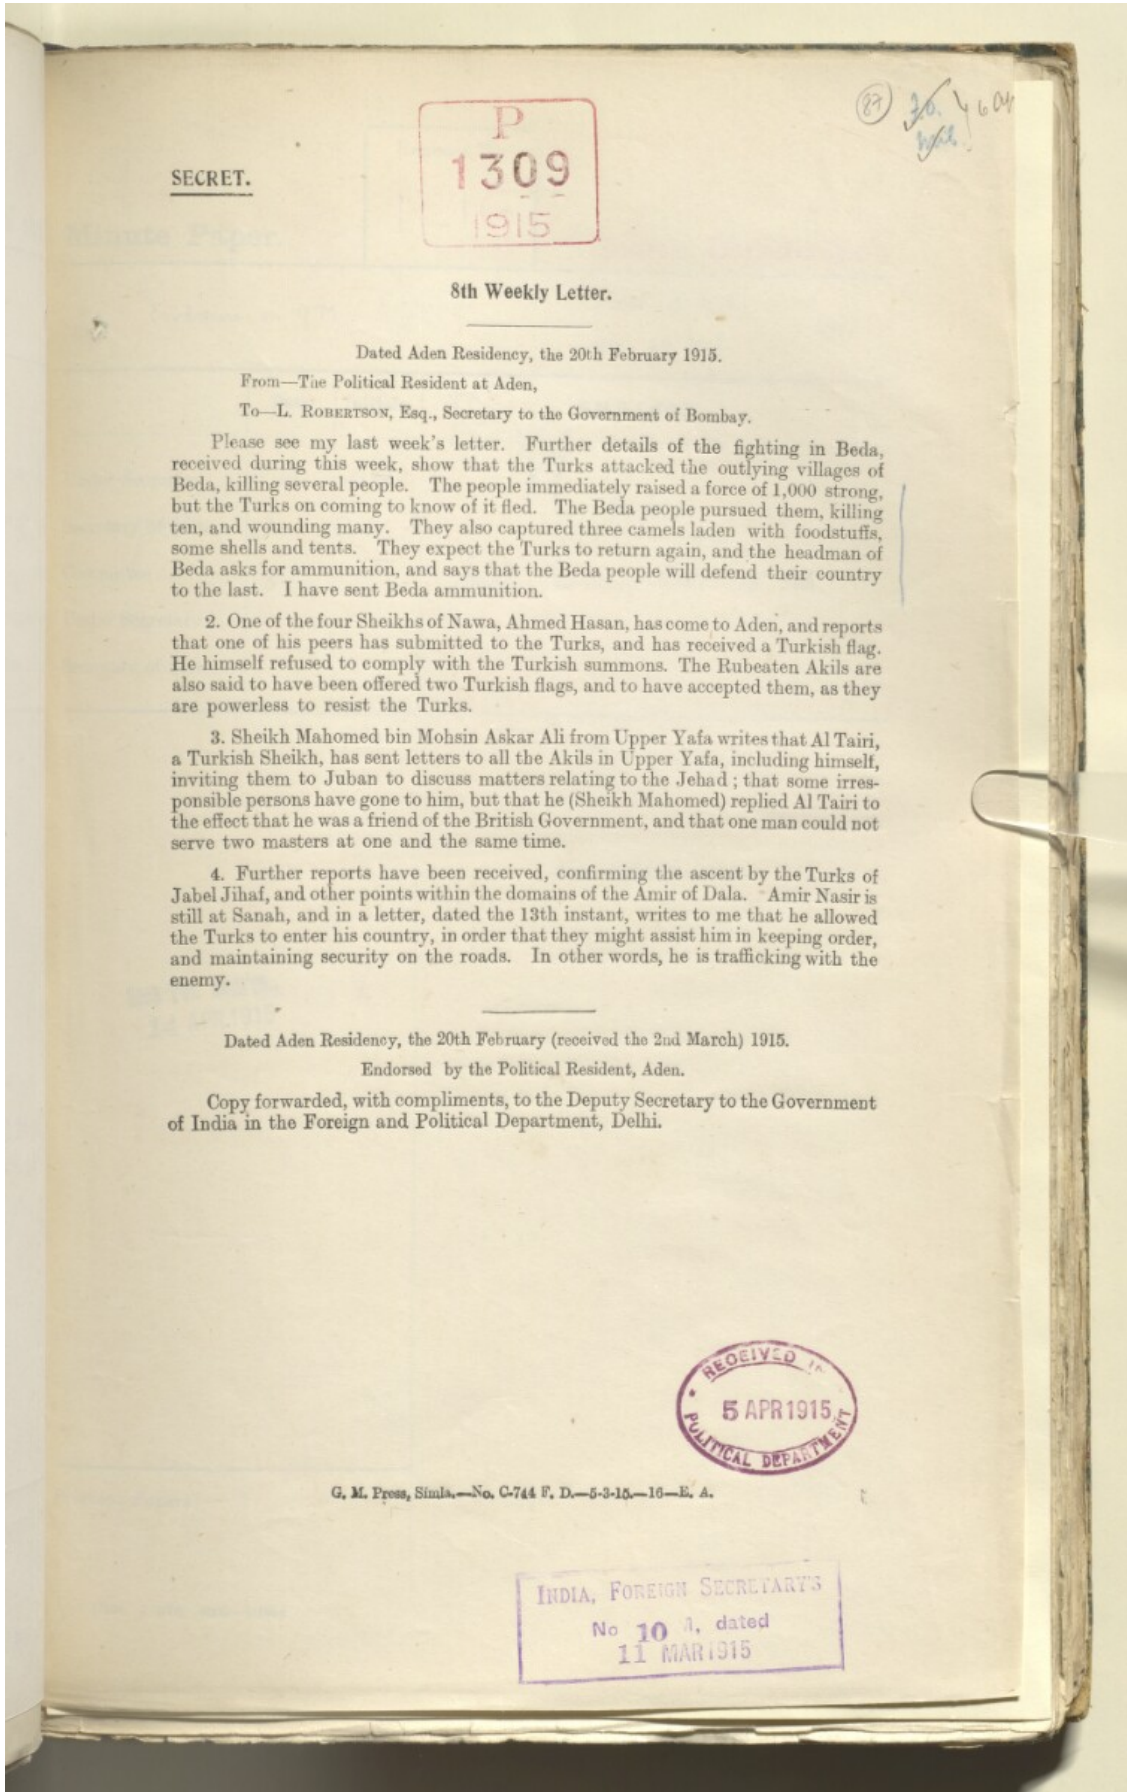 87
P
1309
1915
SECRET.
8th Weekly Letter.
Dated Aden Residency, the 20th February 1915.
From—The Political Resident at Aden,
To—L. ROBERTSON, Esq., Secretary to the Government of Bombay.
Please see my last week's letter. Further details of the fighting in Beda,
received during this week, show that the Turks attacked the outlying villages of
Beda, killing several people. The people immediately raised a force of 1,000 strong,
but the Turks on coming to know of it fled. The Beda people pursued them, killing
ten, and wounding many. They also captured three camels laden with foodstuffs,
some shells and tents. They expect the Turks to return again, and the headman of
Beda asks for ammunition, and says that the Beda people will defend their country
to the last. I have sent Beda ammunition.
2. One of the four Sheikhs of Nawa, Ahmed Hasan, has come to Aden, and reports
that one of his peers has submitted to the Turks, and has received a Turkish flag.
He himself refused to comply with the Turkish summons. The Rubeaten Akils are
also said to have been offered two Turkish flags, and to have accepted them, as they
are powerless to resist the Turks.
3. Sheikh Mahomed bin Mohsin Askar Ali from Upper Yafa writes that Al Tairi,
a Turkish Sheikh, has sent letters to all the Akils in Upper Yafa, including himself,
inviting them to Juban to discuss matters relating to the Jehad; that some irres-
ponsible persons have gone to him, but that he (Sheikh Mahomed) replied Al Tairi to
the effect that he was a friend of the British Government, and that one man could not
serve two masters at one and the same time.
4. Further reports have been received, confirming the ascent by the Turks of
Jabel Jihaf, and other points within the domains of the Amir of Dala. Amir Nasir is
still at Sanah, and in a letter, dated the 13th instant, writes to me that he allowed
the Turks to enter his country, in order that they might assist him in keeping order,
and maintaining security on the roads. In other words, he is trafficking with the
enemy.
Dated Aden Residency, the 20th February (received the 2nd March) 1915.
Endorsed by the Political Resident, Aden.
Copy forwarded, with compliments, to the Deputy Secretary to the Government
of India in the Foreign and Political Department, Delhi.
RECEIVED IN
5 APR 1915
POLITICAL DEPARTMENT
G. M. Press, Simla.—No. C-744 F. D.—5-3-15.—16—E. A.
INDIA, FOREIGN SECRETARY'S
No 10 , dated
11 MAR 1915